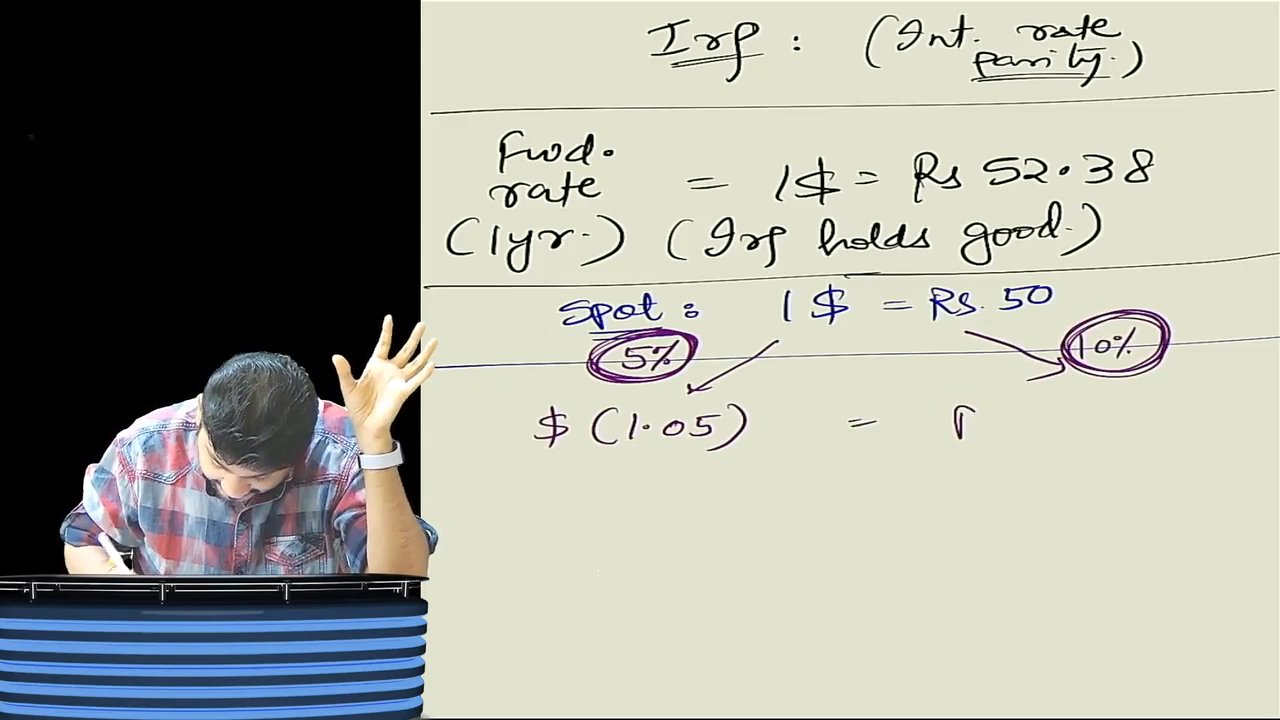 Irp : (Int. rate
parity.)
Fwd.
rate = 1$ = Rs 52.38
(1yr.) (Irp holds good.)
Spot: 1 $ = Rs. 50
5% 10%
$ (1.05) =